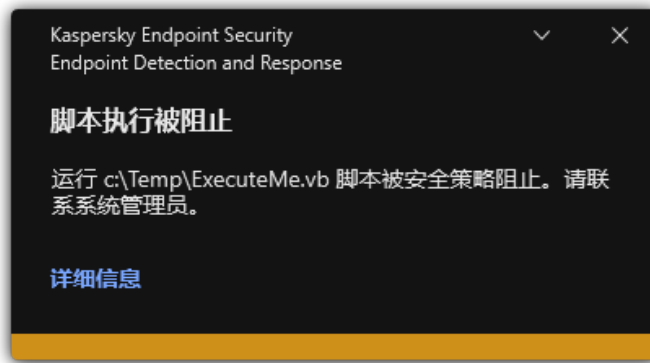 Kaspersky Endpoint Security
Endpoint Detection and Response
脚本执行被阻止
运行 c:\Temp\ExecuteMe.vb 脚本被安全策略阻止。请联
系系统管理员。
详细信息